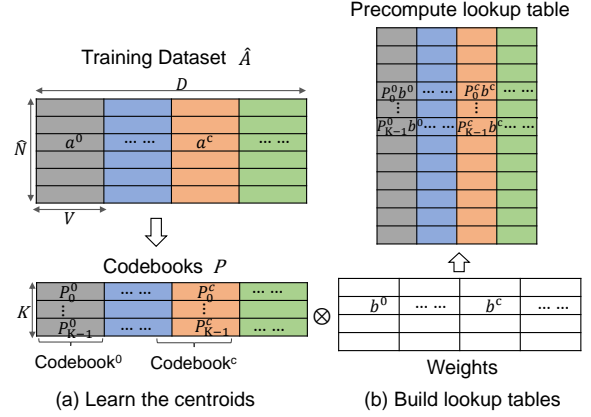 Training Dataset Â
D
N̂
a⁰ ... ... aᶜ ... ...
V
Codebooks P
K
P₀⁰ ... ... P₀ᶜ ... ...
⋮ ⋮
P_{K-1}⁰ ... ... P_{K-1}ᶜ ... ...
Codebook⁰ Codebookᶜ
(a) Learn the centroids
Precompute lookup table
P₀⁰b⁰ ... ... P₀ᶜbᶜ ... ...
⋮ ⋮
P_{K-1}⁰b⁰ ... ... P_{K-1}ᶜbᶜ ... ...
⊗
b⁰ ... ... bᶜ ... ...
Weights
(b) Build lookup tables